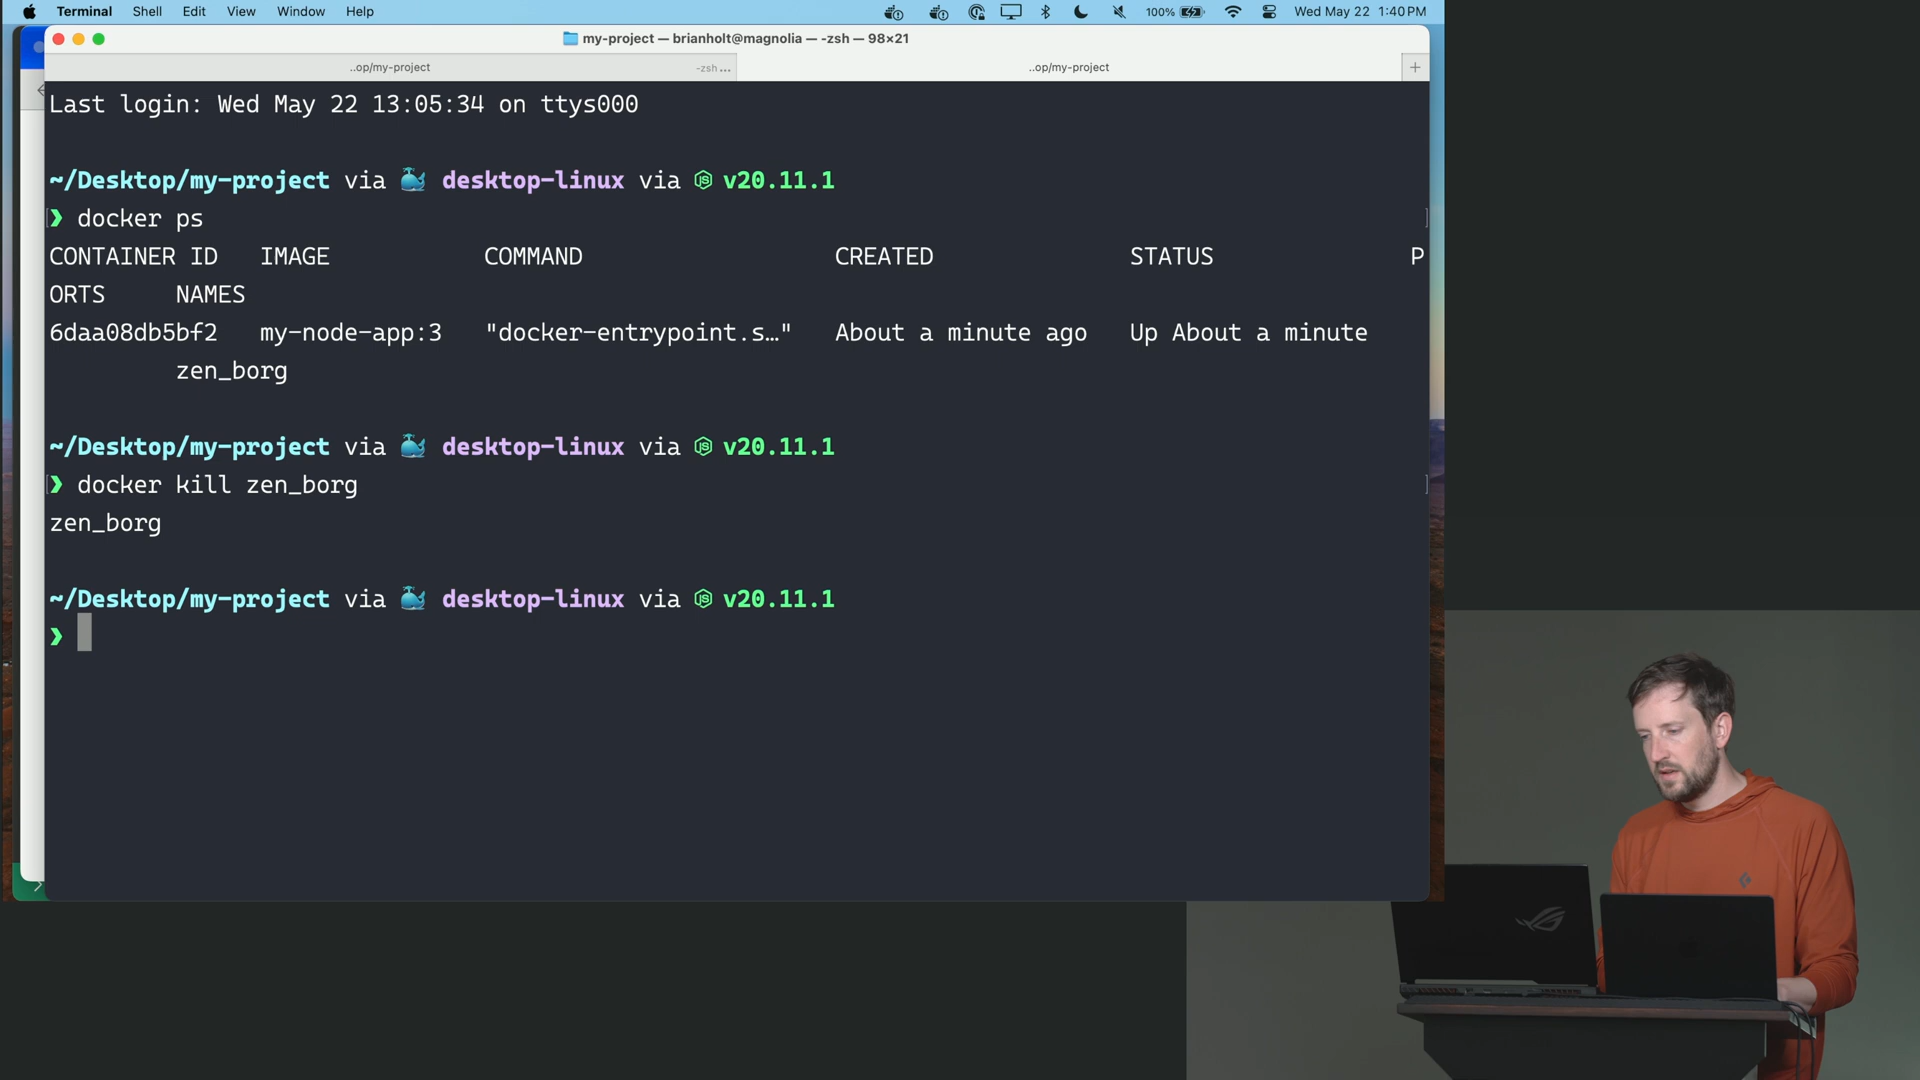 Terminal Shell Edit View Window Help 100% Wed May 22 1:40 PM
my-project — brianholt@magnolia — -zsh — 98×21
..op/my-project -zsh ... ..op/my-project +
Last login: Wed May 22 13:05:34 on ttys000
~/Desktop/my-project via 🐳 desktop-linux via v20.11.1
❯ docker ps
CONTAINER ID IMAGE COMMAND CREATED STATUS P
ORTS NAMES
6daa08db5bf2 my-node-app:3 "docker-entrypoint.s…" About a minute ago Up About a minute
zen_borg
~/Desktop/my-project via 🐳 desktop-linux via v20.11.1
❯ docker kill zen_borg
zen_borg
~/Desktop/my-project via 🐳 desktop-linux via v20.11.1
❯